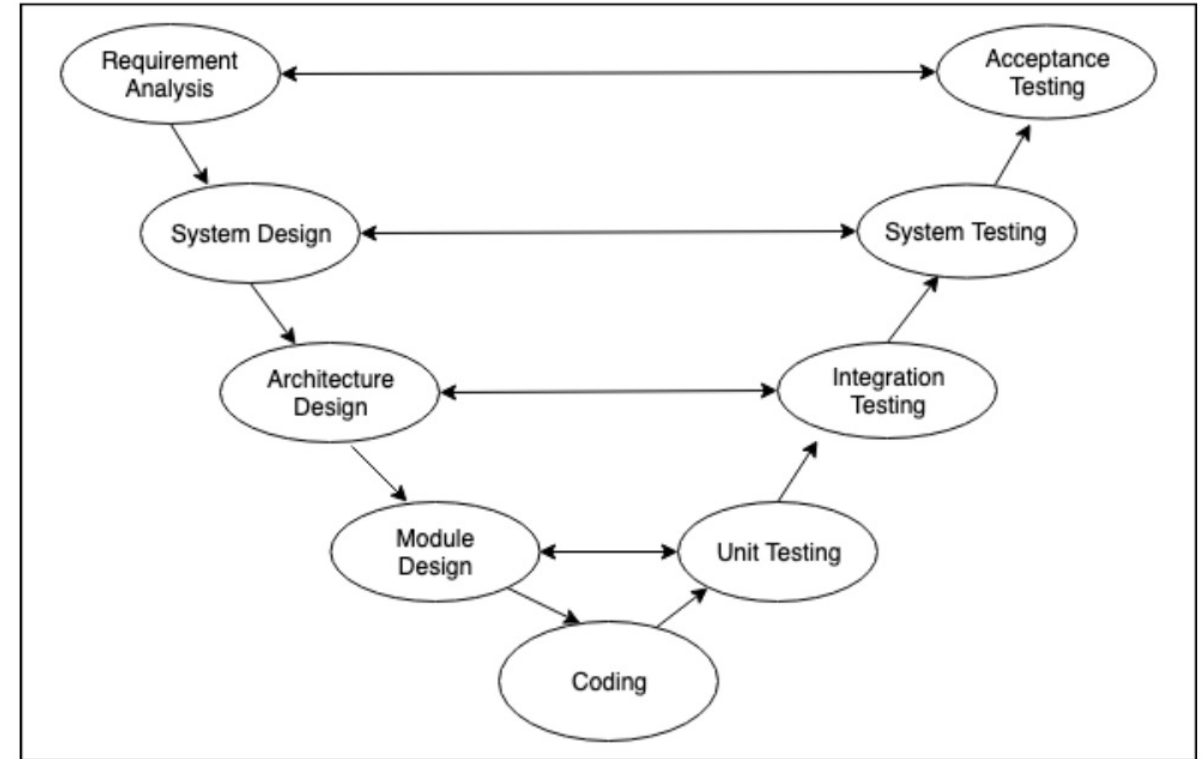 Requirement
Analysis
Acceptance
Testing
System Design
System Testing
Architecture
Design
Integration
Testing
Module
Design
Unit Testing
Coding